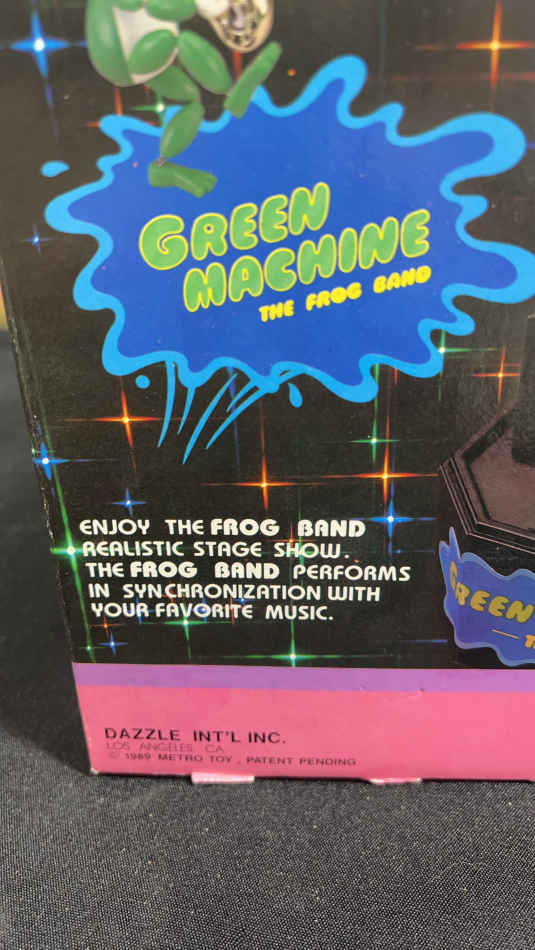 GREEN
MACHINE
THE FROG BAND
ENJOY THE FROG BAND
REALISTIC STAGE SHOW.
THE FROG BAND PERFORMS
IN SYNCHRONIZATION WITH
YOUR FAVORITE MUSIC.
GREEN
DAZZLE INT'L INC.
LOS ANGELES, CA
© 1989 METRO TOY, PATENT PENDING